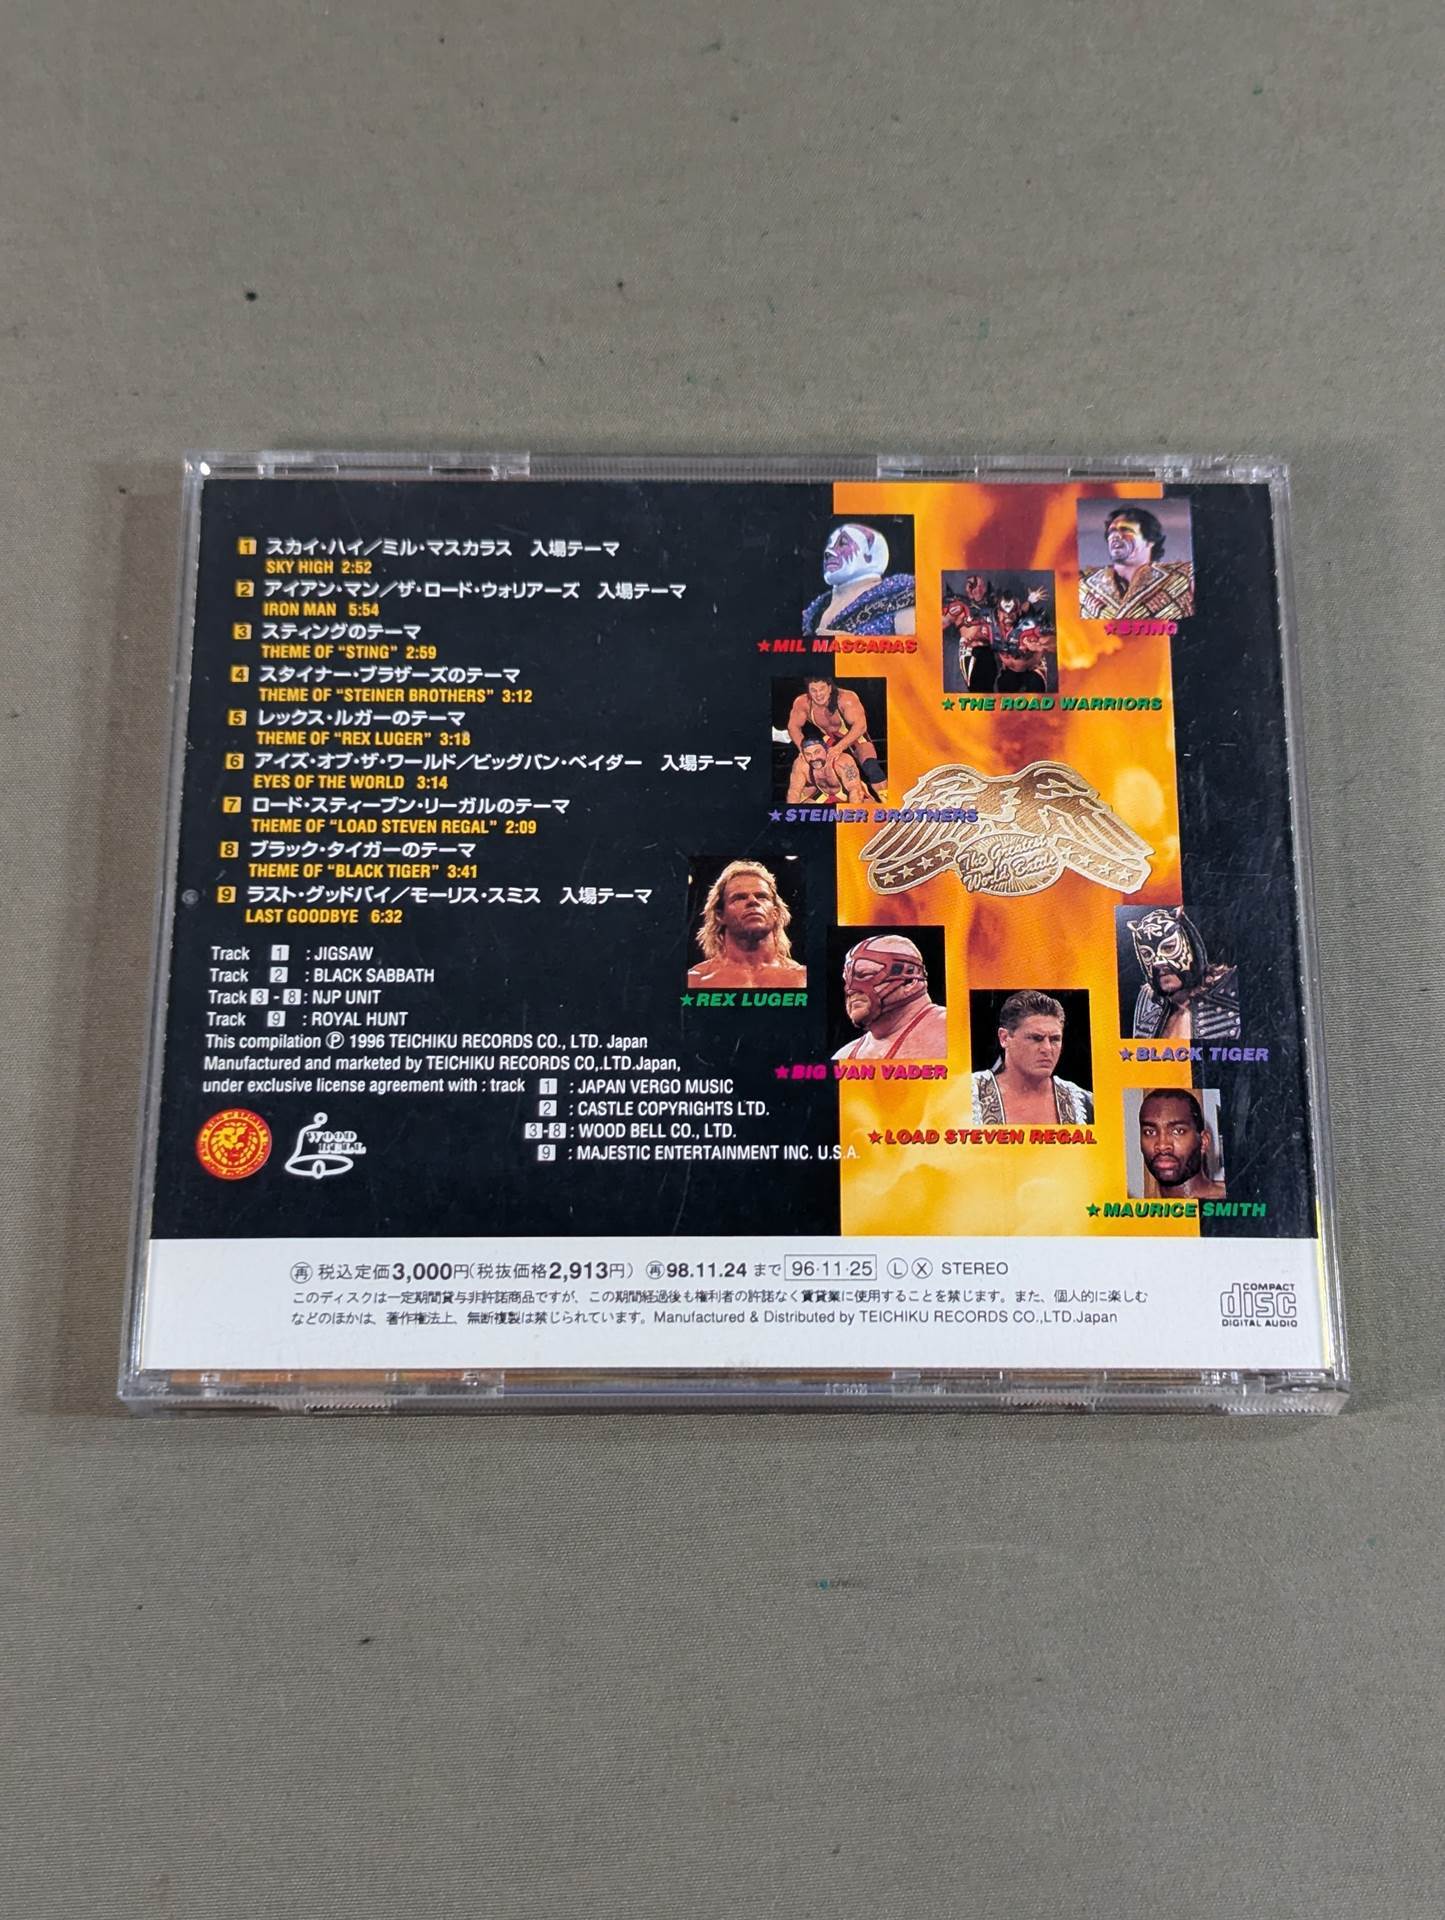 1 スカイ・ハイ／ミル・マスカラス 入場テーマ
SKY HIGH 2:52
2 アイアン・マン／ザ・ロード・ウォリアーズ 入場テーマ
IRON MAN 5:54
3 スティングのテーマ
THEME OF "STING" 2:59
4 スタイナー・ブラザーズのテーマ
THEME OF "STEINER BROTHERS" 3:12
5 レックス・ルガーのテーマ
THEME OF "REX LUGER" 3:18
6 アイズ・オブ・ザ・ワールド／ビッグバン・ベイダー 入場テーマ
EYES OF THE WORLD 3:14
7 ロード・スティーブン・リーガルのテーマ
THEME OF "LOAD STEVEN REGAL" 2:09
8 ブラック・タイガーのテーマ
THEME OF "BLACK TIGER" 3:41
9 ラスト・グッドバイ／モーリス・スミス 入場テーマ
LAST GOODBYE 6:32
Track 1 : JIGSAW
Track 2 : BLACK SABBATH
Track 3 - 8 : NJP UNIT
Track 9 : ROYAL HUNT
This compilation Ⓟ 1996 TEICHIKU RECORDS CO., LTD. Japan
Manufactured and marketed by TEICHIKU RECORDS CO,.LTD.Japan,
under exclusive license agreement with : track 1 : JAPAN VERGO MUSIC
2 : CASTLE COPYRIGHTS LTD.
3-8 : WOOD BELL CO., LTD.
9 : MAJESTIC ENTERTAINMENT INC. U.S.A.
WOOD BELL
★STING
★MIL MASCARAS
★THE ROAD WARRIORS
★STEINER BROTHERS
The Greatest
World Battle
★REX LUGER
★BLACK TIGER
★BIG VAN VADER
★LOAD STEVEN REGAL
★MAURICE SMITH
再 税込定価3,000円(税抜価格2,913円) 再98.11.24 まで 96・11・25 Ⓛ Ⓧ STEREO
このディスクは一定期間貸与非許諾商品ですが、この期間経過後も権利者の許諾なく賃貸業に使用することを禁じます。また、個人的に楽しむ
などのほかは、著作権法上、無断複製は禁じられています。Manufactured & Distributed by TEICHIKU RECORDS CO.,LTD.Japan
COMPACT
disc
DIGITAL AUDIO